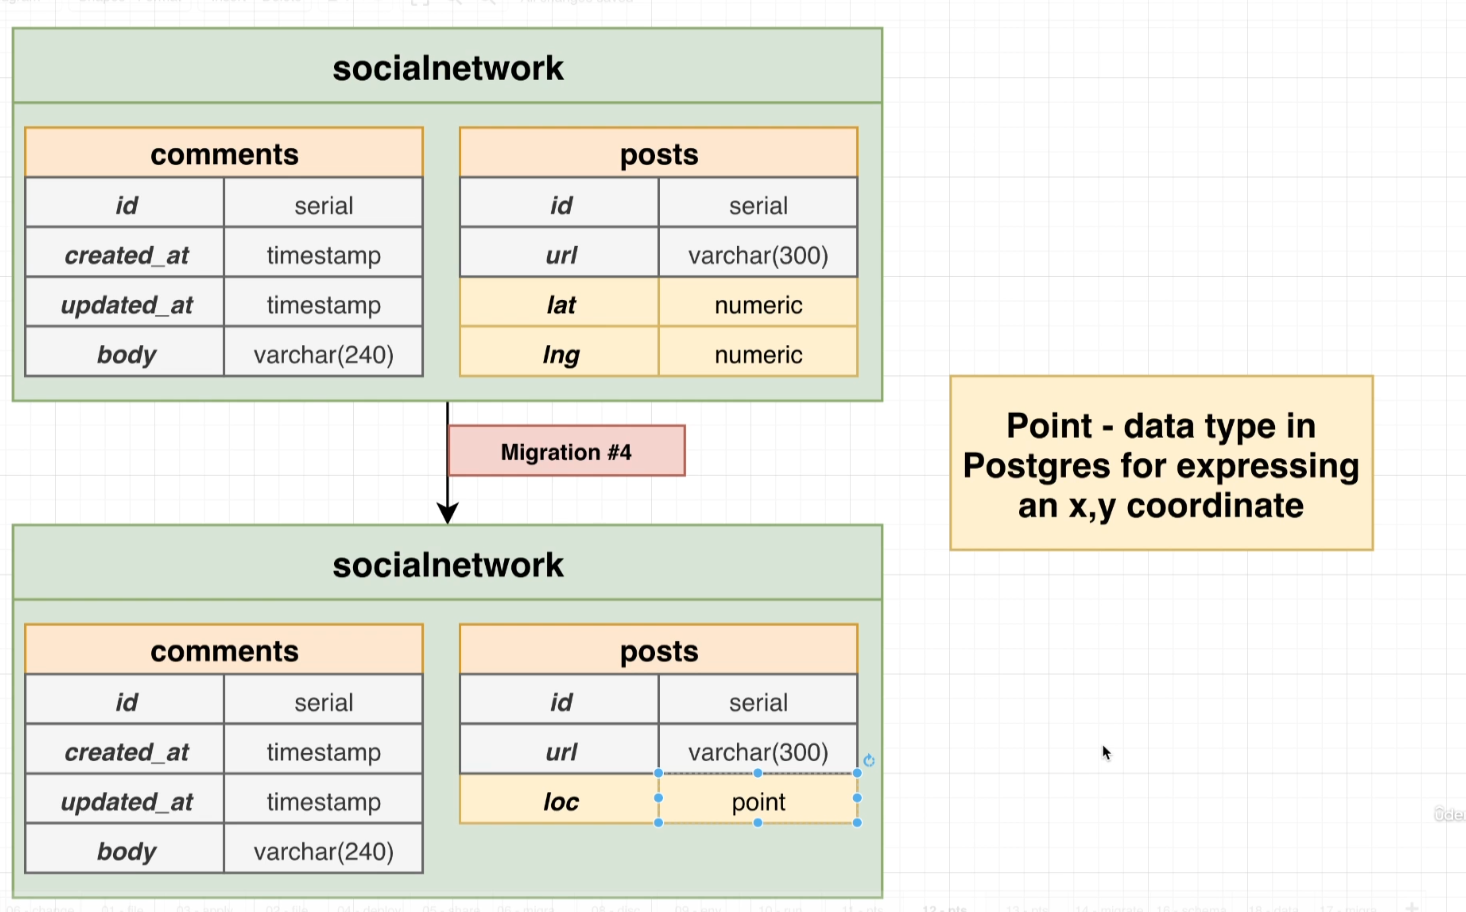 socialnetwork
comments
id serial
created_at timestamp
updated_at timestamp
body varchar(240)
posts
id serial
url varchar(300)
lat numeric
lng numeric
Migration #4
Point - data type in
Postgres for expressing
an x,y coordinate
socialnetwork
comments
id serial
created_at timestamp
updated_at timestamp
body varchar(240)
posts
id serial
url varchar(300)
loc point
12 - pts